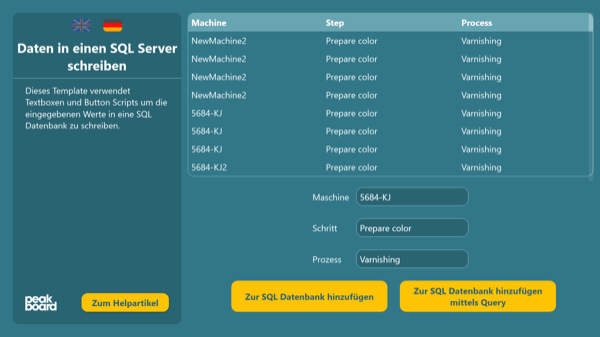 Daten in einen SQL Server
schreiben
Dieses Template verwendet
Textboxen und Button Scripts um die
eingegebenen Werte in eine SQL
Datenbank zu schreiben.
peak
board
Zum Helpartikel
Machine Step Process
NewMachine2 Prepare color Varnishing
NewMachine2 Prepare color Varnishing
NewMachine2 Prepare color Varnishing
NewMachine2 Prepare color Varnishing
5684-KJ Prepare color Varnishing
5684-KJ Prepare color Varnishing
5684-KJ Prepare color Varnishing
5684-KJ2 Prepare color Varnishing
Maschine 5684-KJ
Schritt Prepare color
Prozess Varnishing
Zur SQL Datenbank hinzufügen
Zur SQL Datenbank hinzufügen
mittels Query